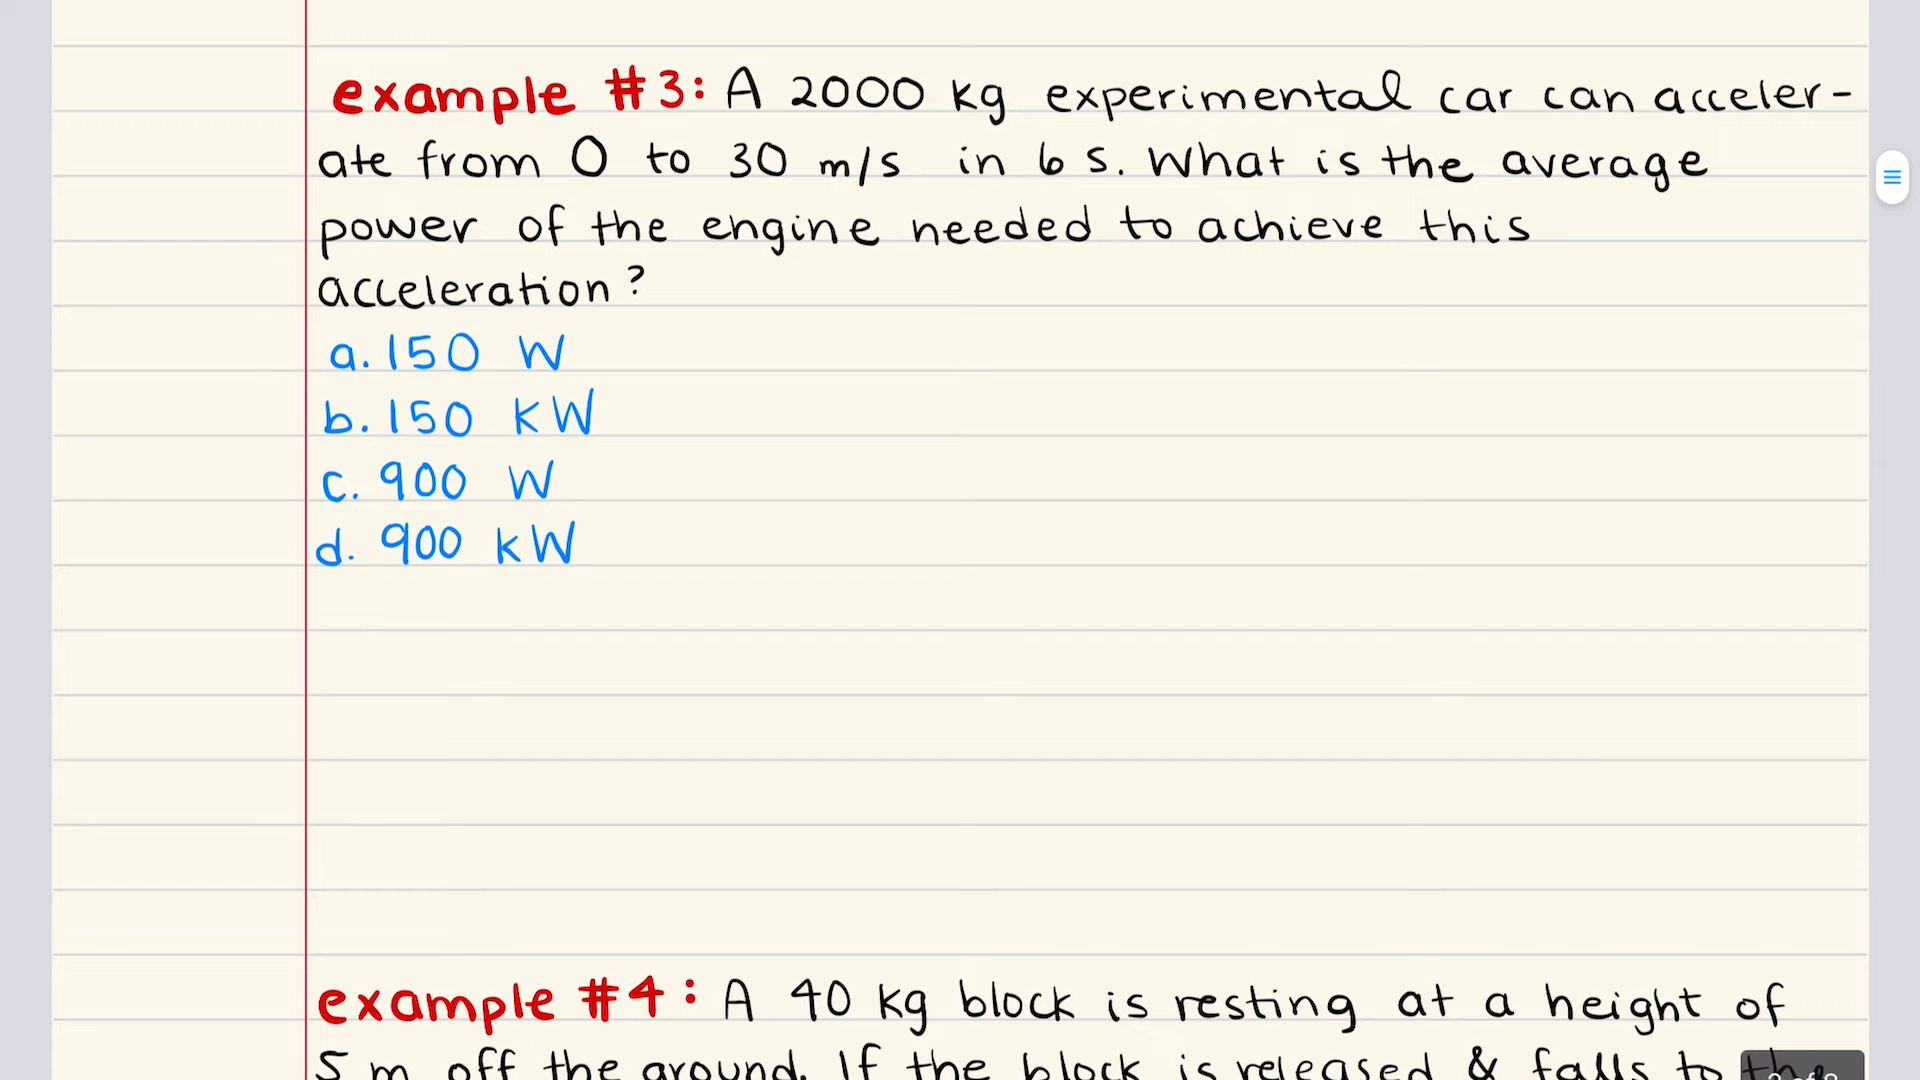 example #3: A 2000 kg experimental car can acceler-
ate from 0 to 30 m/s in 6 s. What is the average
power of the engine needed to achieve this
acceleration?
a. 150 W
b. 150 kW
c. 900 W
d. 900 kW
example #4: A 40 kg block is resting at a height of
5 m off the ground. If the block is released & falls to the